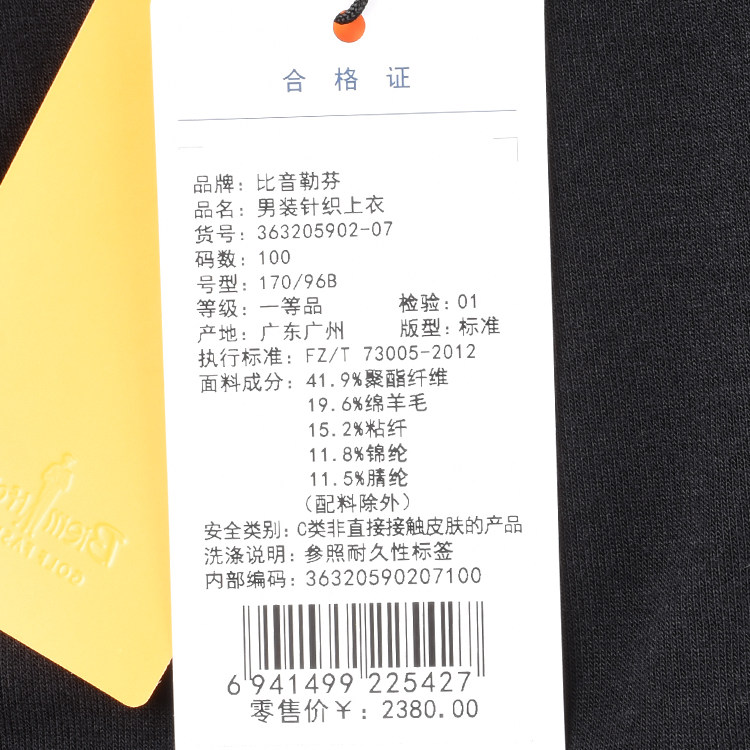 合格证
品牌: 比音勒芬
品名: 男装针织上衣
货号: 363205902-07
码数: 100
号型: 170/96B
等级: 一等品 检验: 01
产地: 广东广州 版型: 标准
执行标准: FZ/T 73005-2012
面料成分: 41.9%聚酯纤维
19.6%绵羊毛
15.2%粘纤
11.8%锦纶
11.5%腈纶
(配料除外)
安全类别: C类非直接接触皮肤的产品
洗涤说明: 参照耐久性标签
内部编码: 36320590207100
6 941499 225427
零售价¥: 2380.00